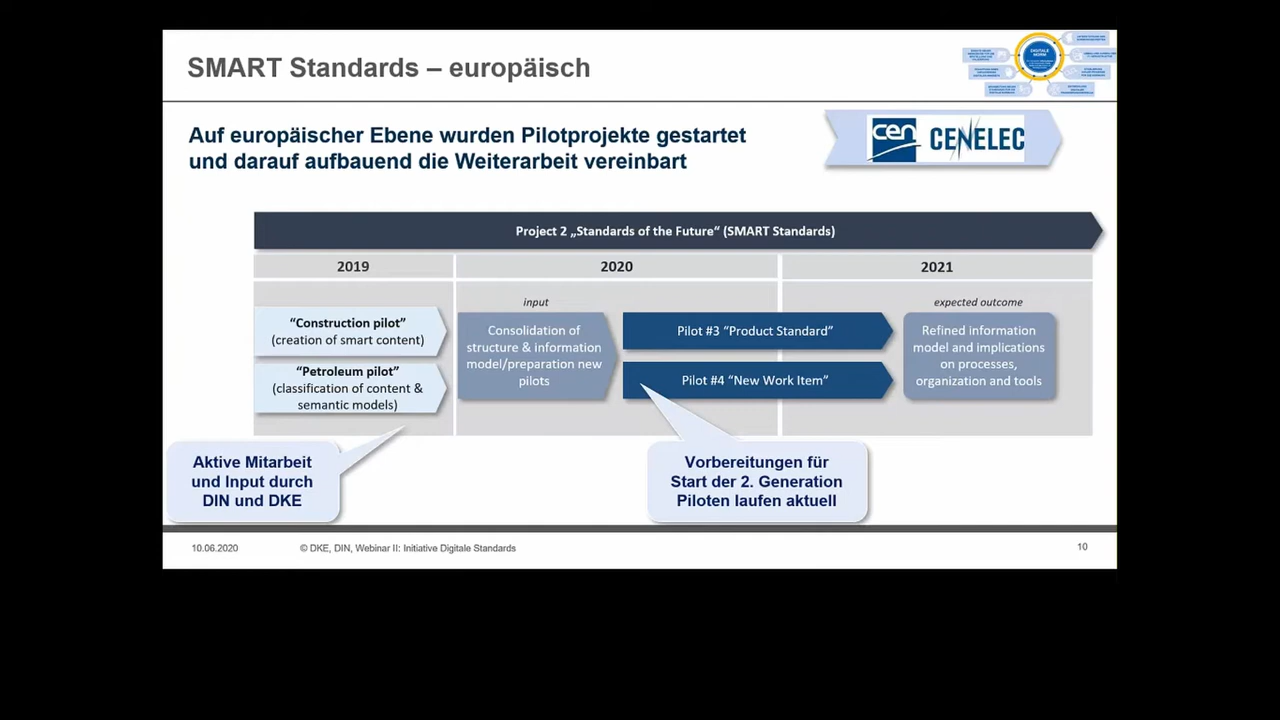 SMART Standards – europäisch
DIGITALE
NORM
Auf europäischer Ebene wurden Pilotprojekte gestartet
und darauf aufbauend die Weiterarbeit vereinbart
cen
CENELEC
Project 2 „Standards of the Future“ (SMART Standards)
2019
2020
2021
input
expected outcome
“Construction pilot”
(creation of smart content)
“Petroleum pilot”
(classification of content &
semantic models)
Consolidation of
structure & information
model/preparation new
pilots
Pilot #3 “Product Standard”
Pilot #4 “New Work Item”
Refined information
model and implications
on processes,
organization and tools
Aktive Mitarbeit
und Input durch
DIN und DKE
Vorbereitungen für
Start der 2. Generation
Piloten laufen aktuell
10.06.2020
© DKE, DIN, Webinar II: Initiative Digitale Standards
10